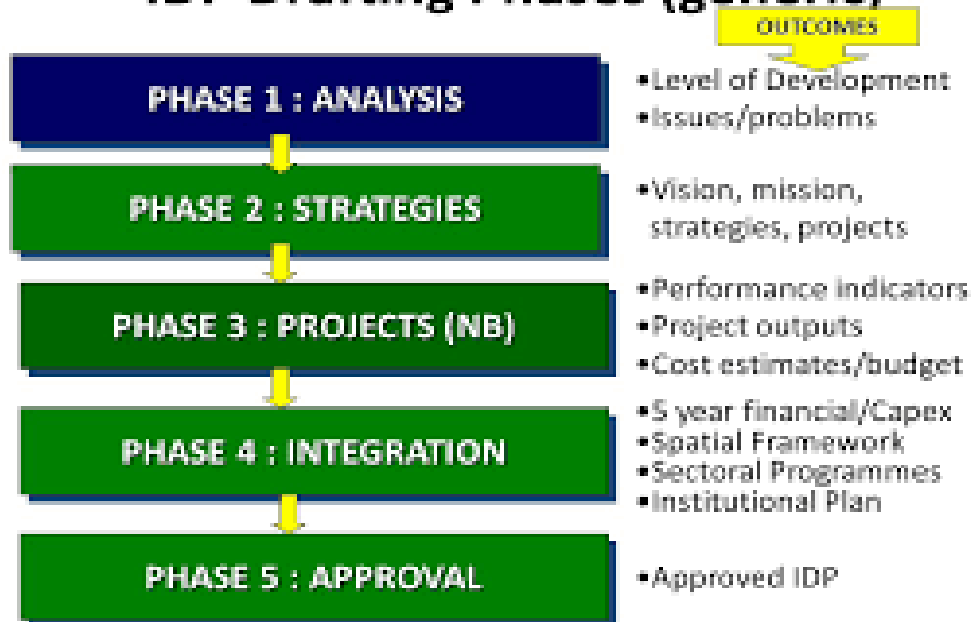 OUTCOMES
PHASE 1 : ANALYSIS
•Level of Development
•Issues/problems
PHASE 2 : STRATEGIES
•Vision, mission,
strategies, projects
PHASE 3 : PROJECTS (NB)
•Performance indicators
•Project outputs
•Cost estimates/budget
PHASE 4 : INTEGRATION
•5 year financial/Capex
•Spatial Framework
•Sectoral Programmes
•Institutional Plan
PHASE 5 : APPROVAL
•Approved IDP